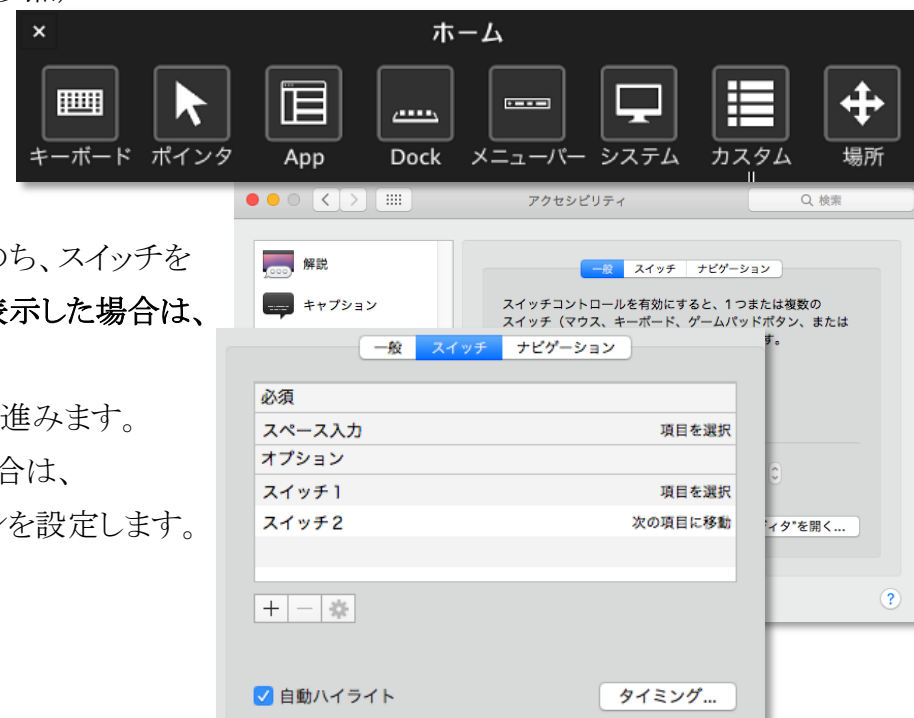 ×
ホーム
キーボード ポインタ App Dock メニューバー システム カスタム 場所
アクセシビリティ
検索
解説
キャプション
一般 スイッチ ナビゲーション
スイッチコントロールを有効にすると、1つまたは複数の
スイッチ（マウス、キーボード、ゲームパッドボタン、または
す。
"を開く...
?
のち、スイッチを
表示した場合は、
進みます。
合は、
を設定します。
一般 スイッチ ナビゲーション
必須
スペース入力 項目を選択
オプション
スイッチ 1 項目を選択
スイッチ 2 次の項目に移動
+ −
自動ハイライト タイミング...